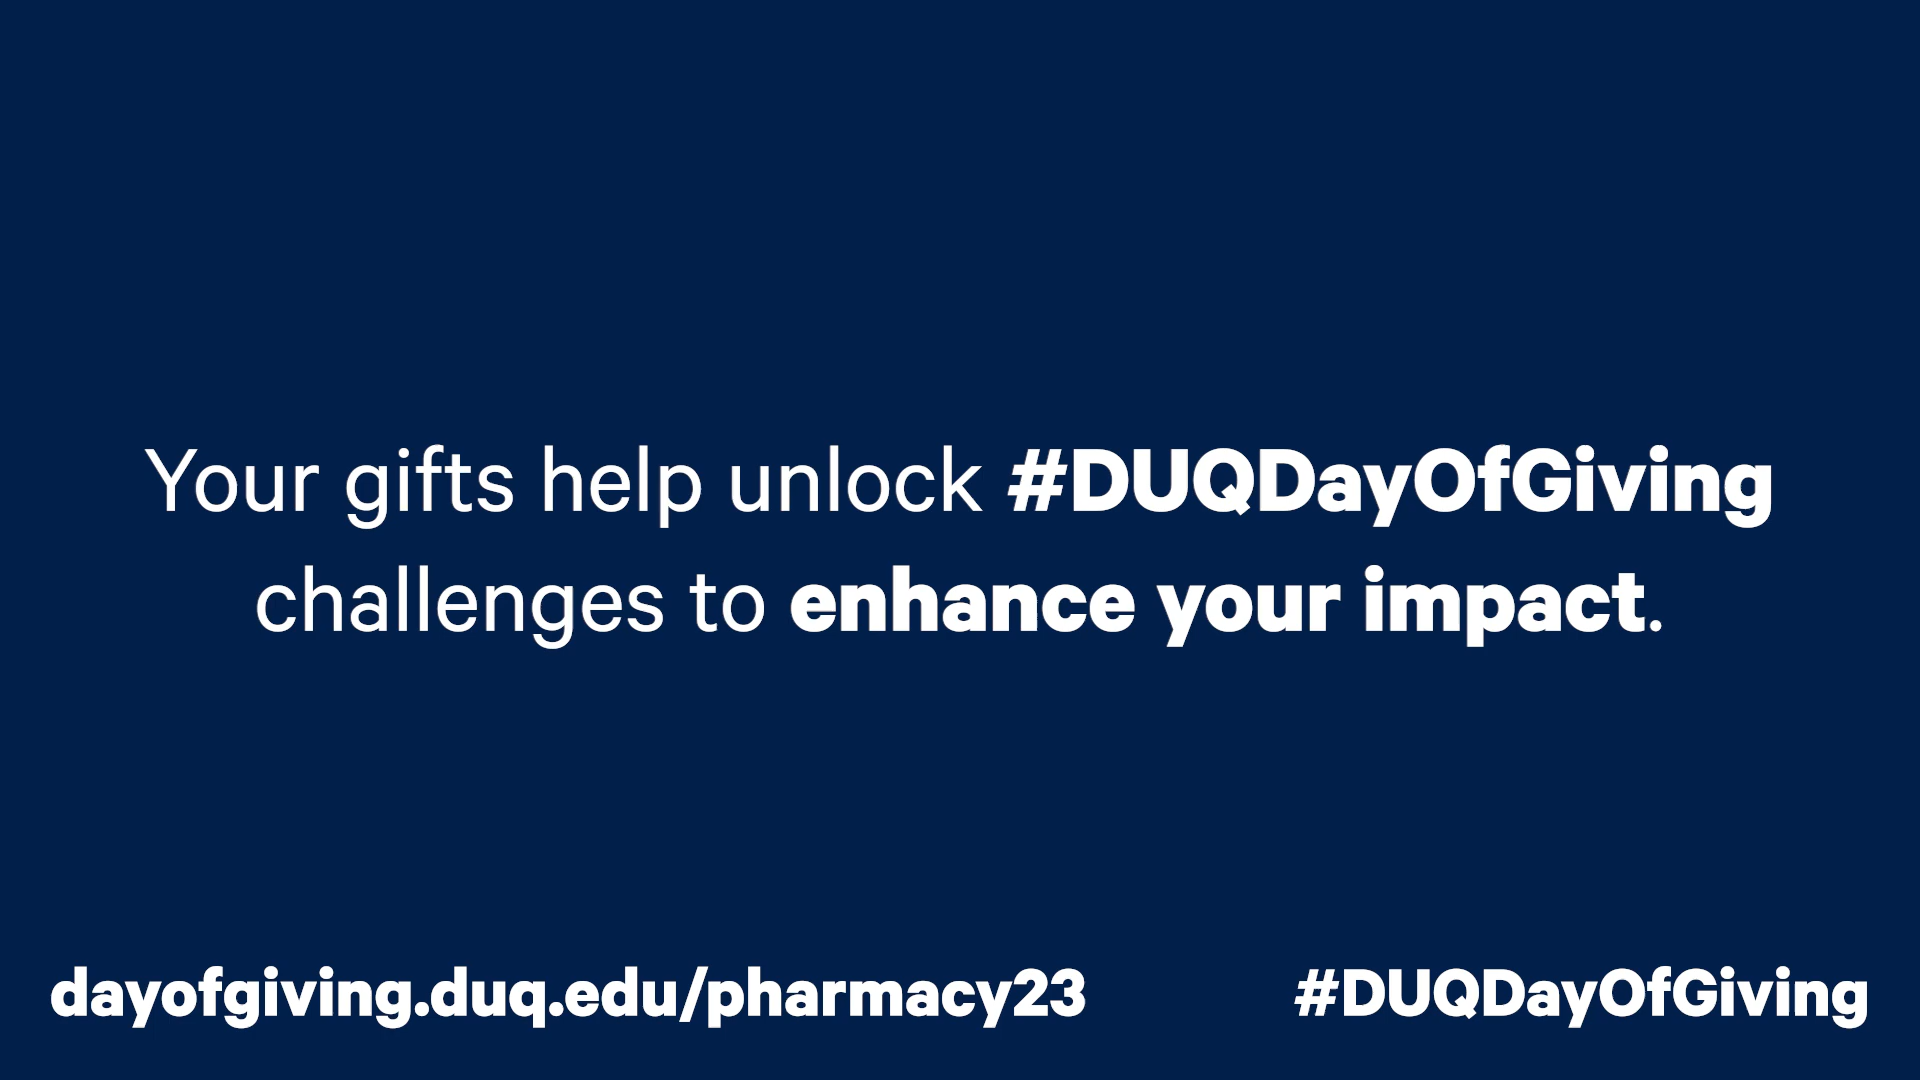 Your gifts help unlock #DUQDayOfGiving
challenges to enhance your impact.
dayofgiving.duq.edu/pharmacy23
#DUQDayOfGiving